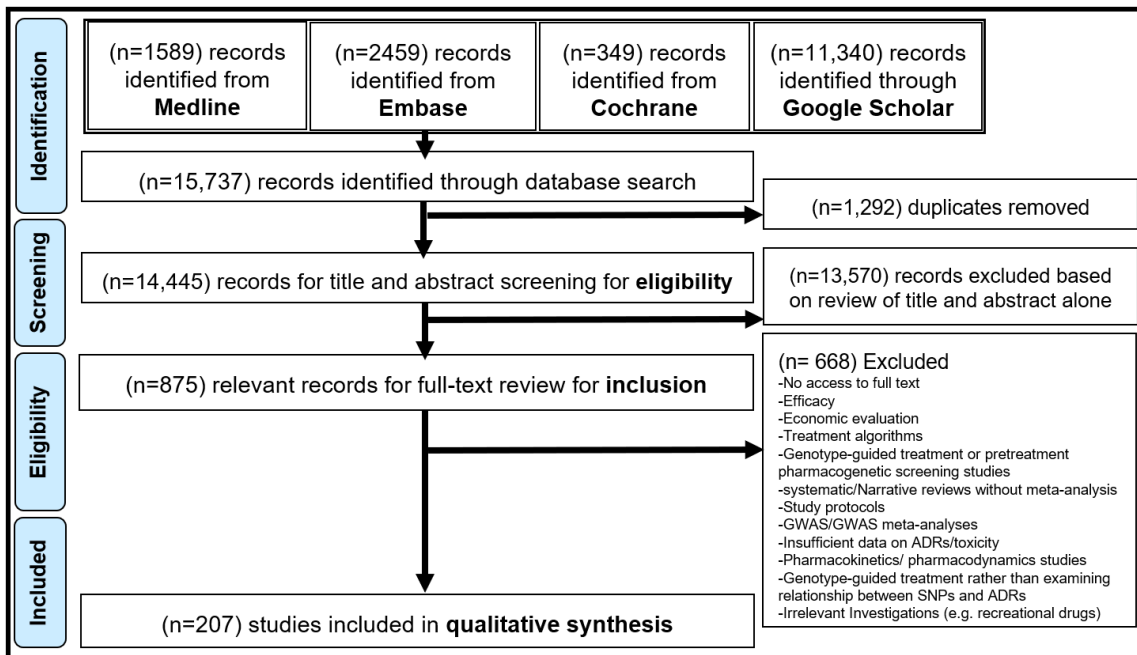 Identification
(n=1589) records
identified from
Medline
(n=2459) records
identified from
Embase
(n=349) records
identified from
Cochrane
(n=11,340) records
identified through
Google Scholar
(n=15,737) records identified through database search
(n=1,292) duplicates removed
Screening
(n=14,445) records for title and abstract screening for eligibility
(n=13,570) records excluded based
on review of title and abstract alone
Eligibility
(n=875) relevant records for full-text review for inclusion
(n= 668) Excluded
-No access to full text
-Efficacy
-Economic evaluation
-Treatment algorithms
-Genotype-guided treatment or pretreatment
pharmacogenetic screening studies
-systematic/Narrative reviews without meta-analysis
-Study protocols
-GWAS/GWAS meta-analyses
-Insufficient data on ADRs/toxicity
-Pharmacokinetics/ pharmacodynamics studies
-Genotype-guided treatment rather than examining
relationship between SNPs and ADRs
-Irrelevant Investigations (e.g. recreational drugs)
Included
(n=207) studies included in qualitative synthesis